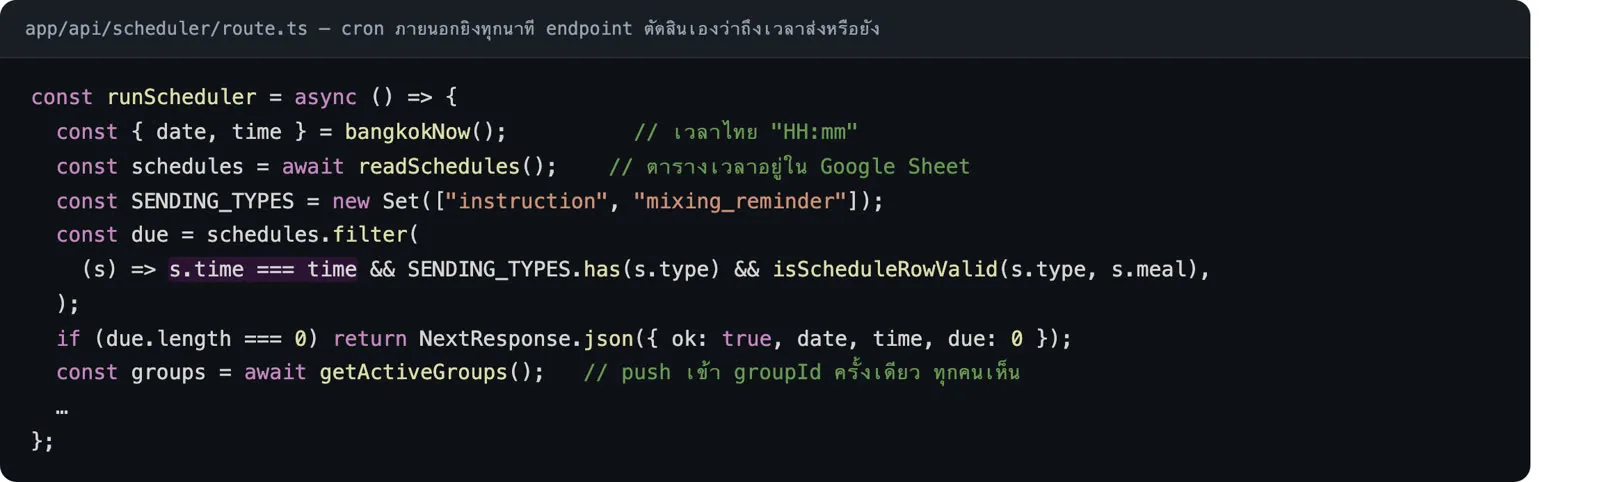 app/api/scheduler/route.ts — cron ภายนอกยิงทุกนาที endpoint ตัดสินเองว่าถึงเวลาส่งหรือยัง
const runScheduler = async () => {
  const { date, time } = bangkokNow();          // เวลาไทย "HH:mm"
  const schedules = await readSchedules();    // ตารางเวลาอยู่ใน Google Sheet
  const SENDING_TYPES = new Set(["instruction", "mixing_reminder"]);
  const due = schedules.filter(
    (s) => s.time === time && SENDING_TYPES.has(s.type) && isScheduleRowValid(s.type, s.meal),
  );
  if (due.length === 0) return NextResponse.json({ ok: true, date, time, due: 0 });
  const groups = await getActiveGroups();   // push เข้า groupId ครั้งเดียว ทุกคนเห็น
  …
};